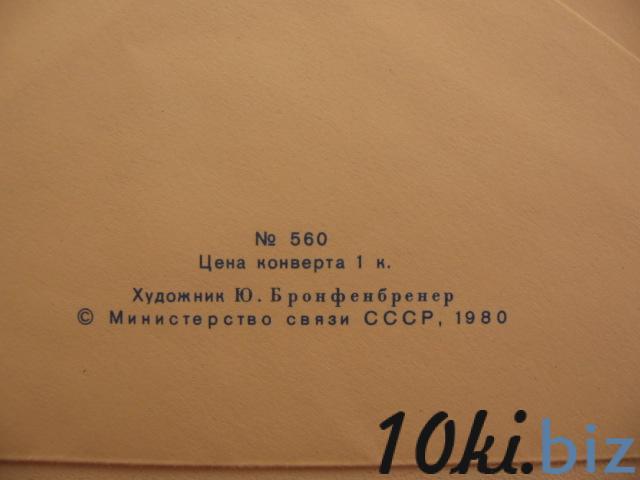 № 560
Цена конверта 1 к.
Художник Ю. Бронфенбренер
© Министерство связи СССР, 1980
10ki.biz